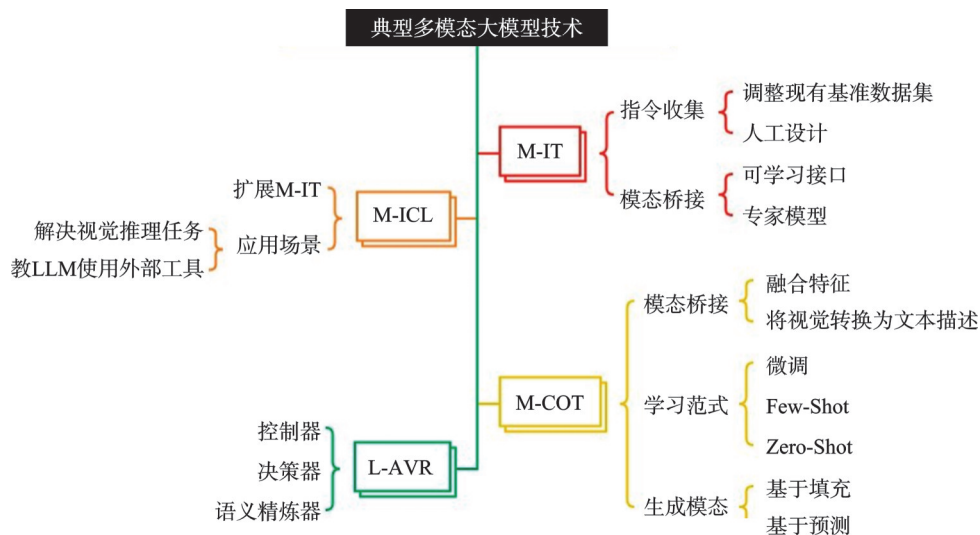 典型多模态大模型技术
M-IT
指令收集
调整现有基准数据集
人工设计
模态桥接
可学习接口
专家模型
M-ICL
扩展M-IT
应用场景
解决视觉推理任务
教LLM使用外部工具
M-COT
模态桥接
融合特征
将视觉转换为文本描述
学习范式
微调
Few-Shot
Zero-Shot
生成模态
基于填充
基于预测
L-AVR
控制器
决策器
语义精炼器